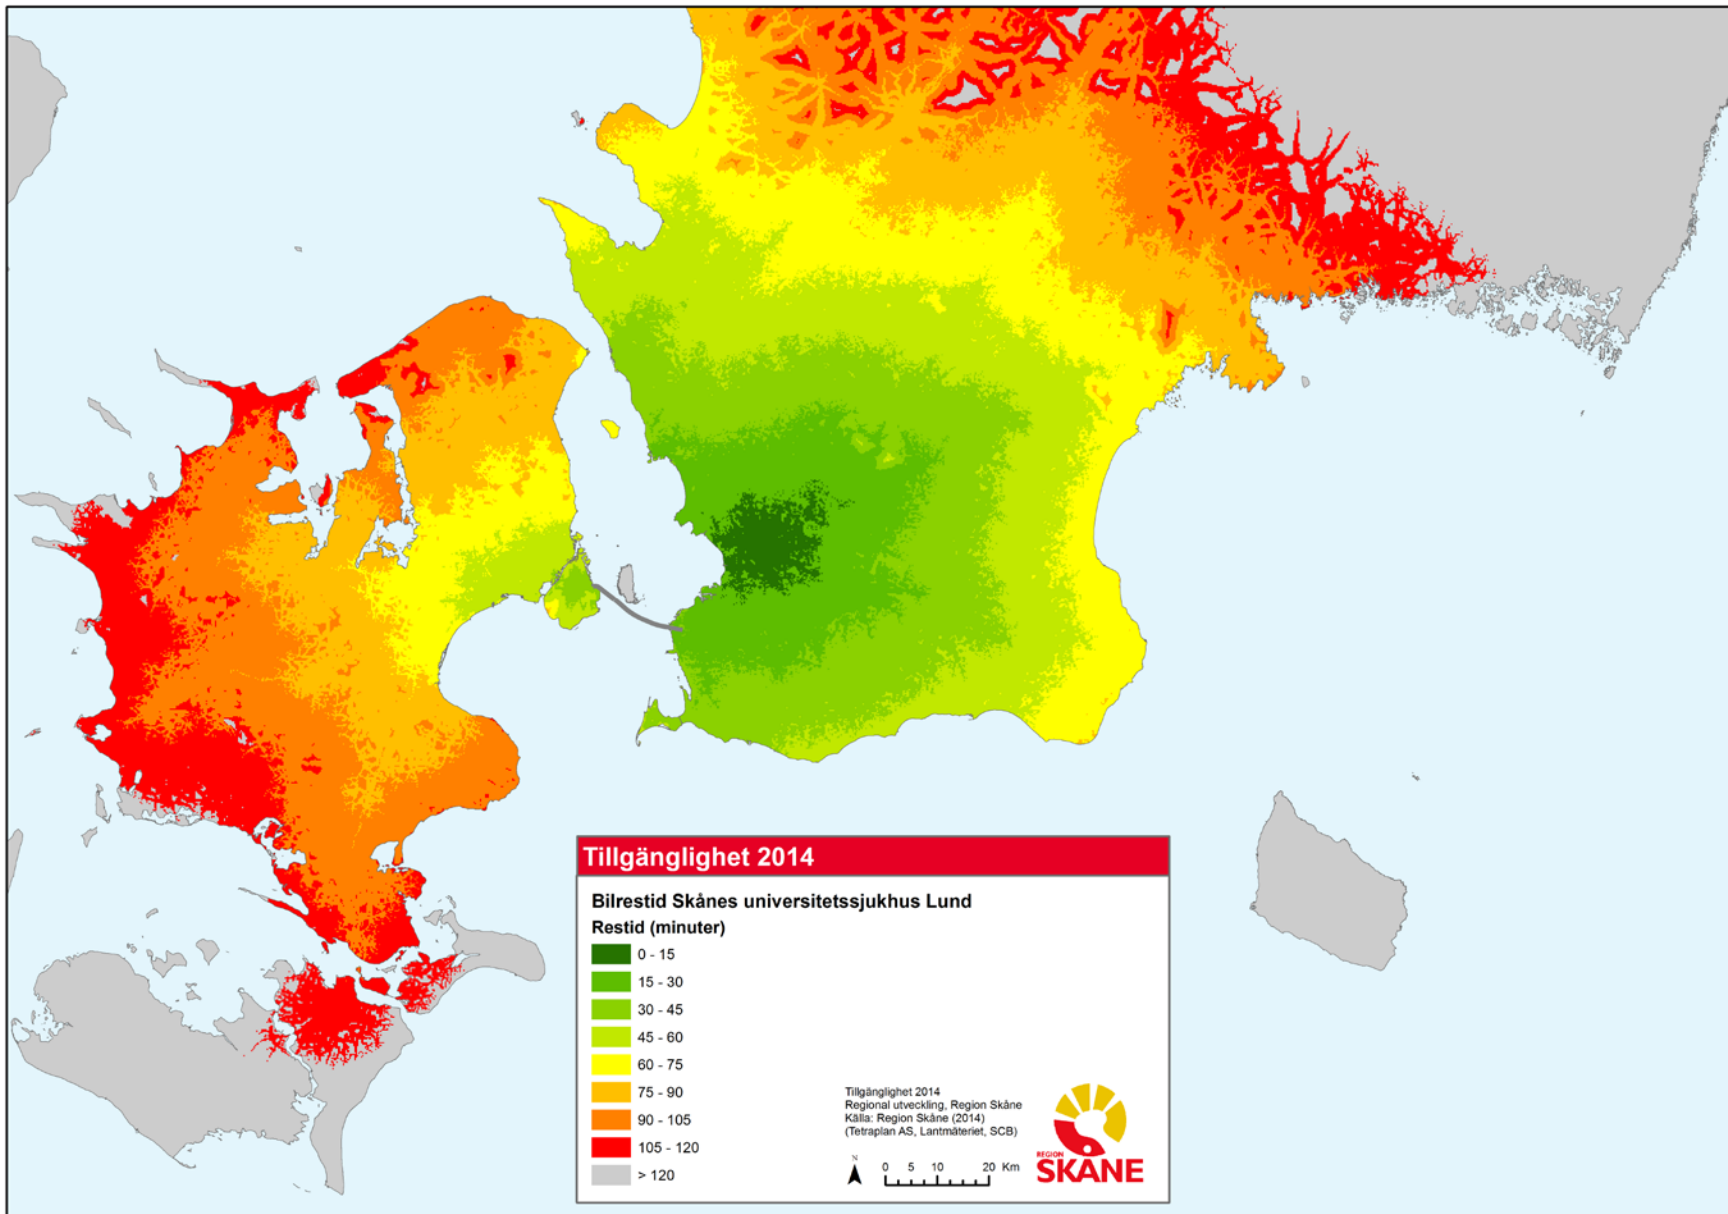 Tillgänglighet 2014
Bilrestid Skånes universitetssjukhus Lund
Restid (minuter)
0 - 15
15 - 30
30 - 45
45 - 60
60 - 75
75 - 90
90 - 105
105 - 120
> 120
Tillgänglighet 2014
Regional utveckling, Region Skåne
Källa: Region Skåne (2014)
(Tetraplan AS, Lantmäteriet, SCB)
N
0 5 10 20 Km
REGION
SKÅNE